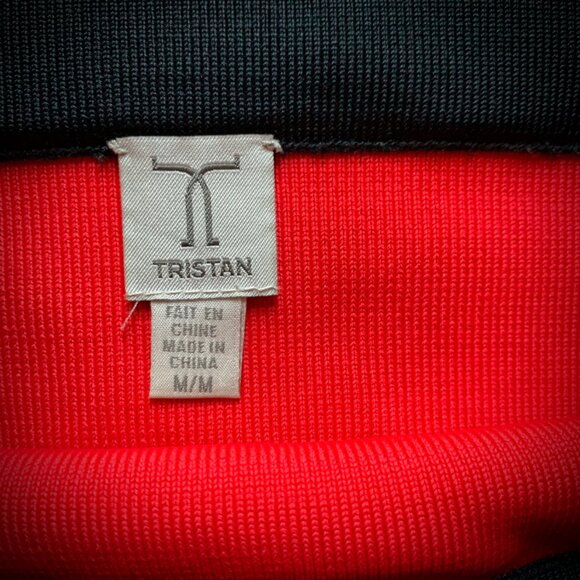 TRISTAN
FAIT EN
CHINE
MADE IN
CHINA
M/M